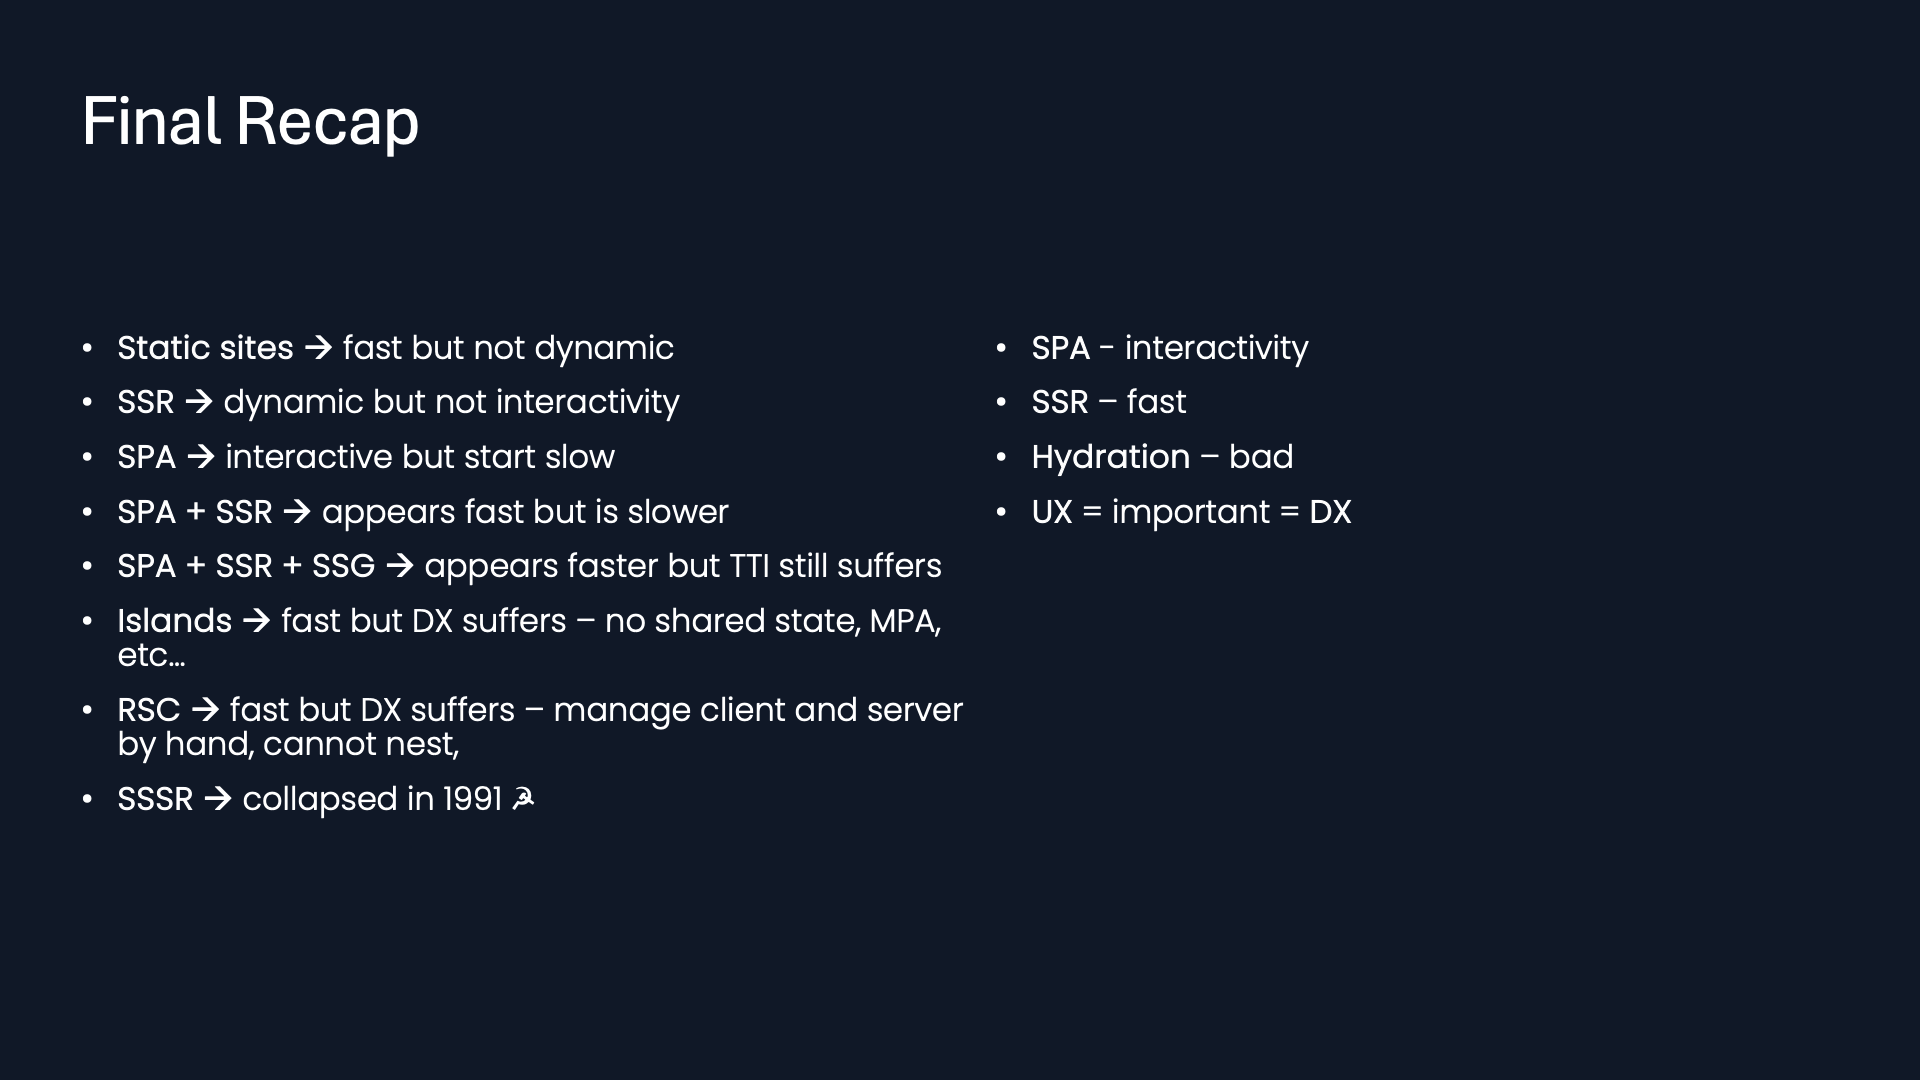 Final Recap
• Static sites → fast but not dynamic
• SSR → dynamic but not interactivity
• SPA → interactive but start slow
• SPA + SSR → appears fast but is slower
• SPA + SSR + SSG → appears faster but TTI still suffers
• Islands → fast but DX suffers – no shared state, MPA,
etc…
• RSC → fast but DX suffers – manage client and server
by hand, cannot nest,
• SSSR → collapsed in 1991 ☭
• SPA - interactivity
• SSR – fast
• Hydration – bad
• UX = important = DX